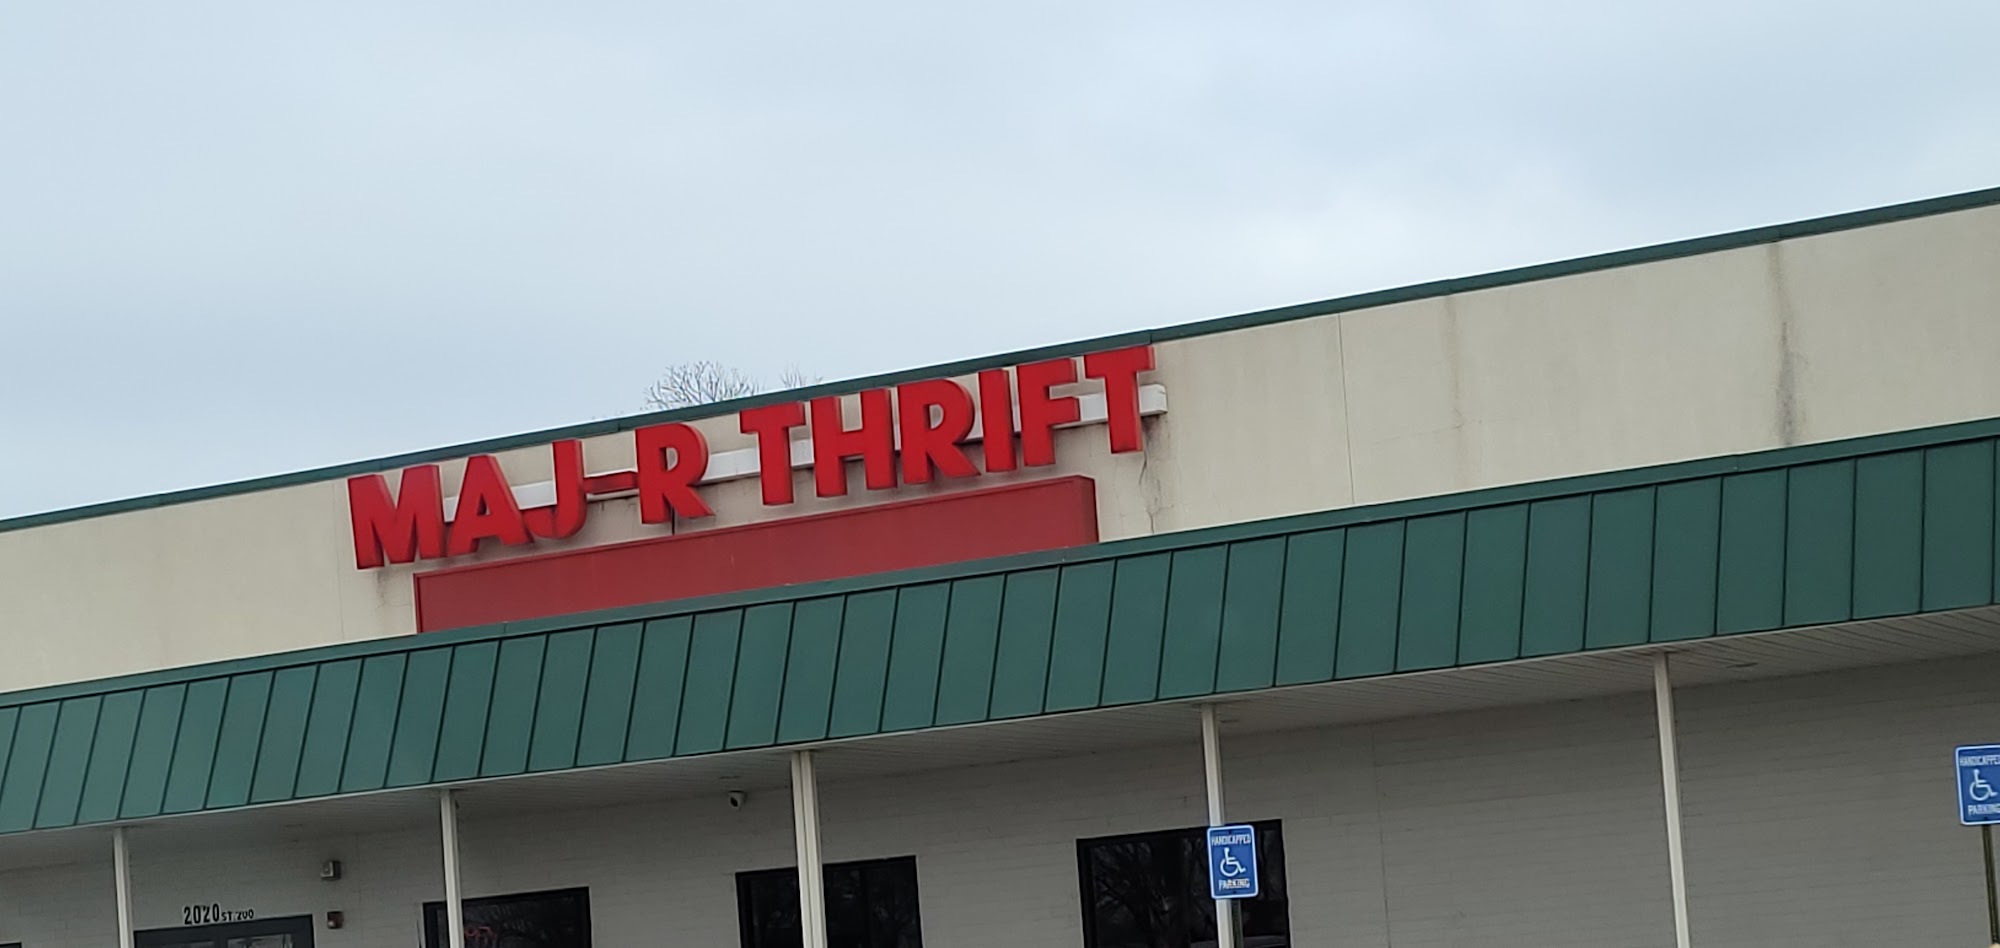 MAJ-R THRIFT
2020 ST. 200
HANDICAPPED
PARKING
HANDICAPPED
PARKING